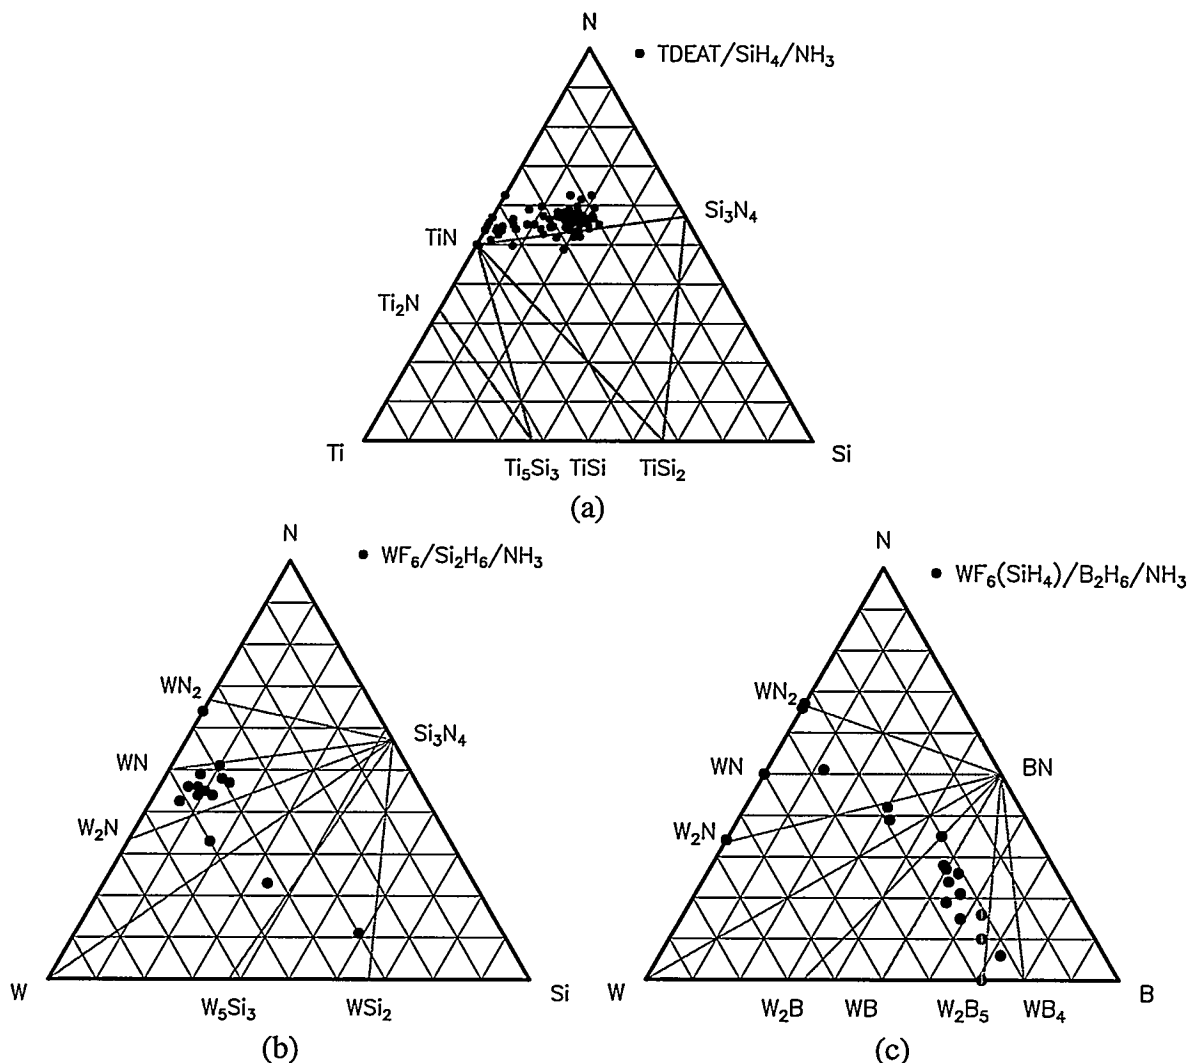 N
TDEAT/SiH₄/NH₃
Si₃N₄
TiN
Ti₂N
Ti
Si
Ti₅Si₃ TiSi TiSi₂
(a)
N
WF₆/Si₂H₆/NH₃
WN₂
Si₃N₄
WN
W₂N
W
Si
W₅Si₃ WSi₂
(b)
N
WF₆(SiH₄)/B₂H₆/NH₃
WN₂
WN
BN
W₂N
W
B
W₂B WB W₂B₅ WB₄
(c)